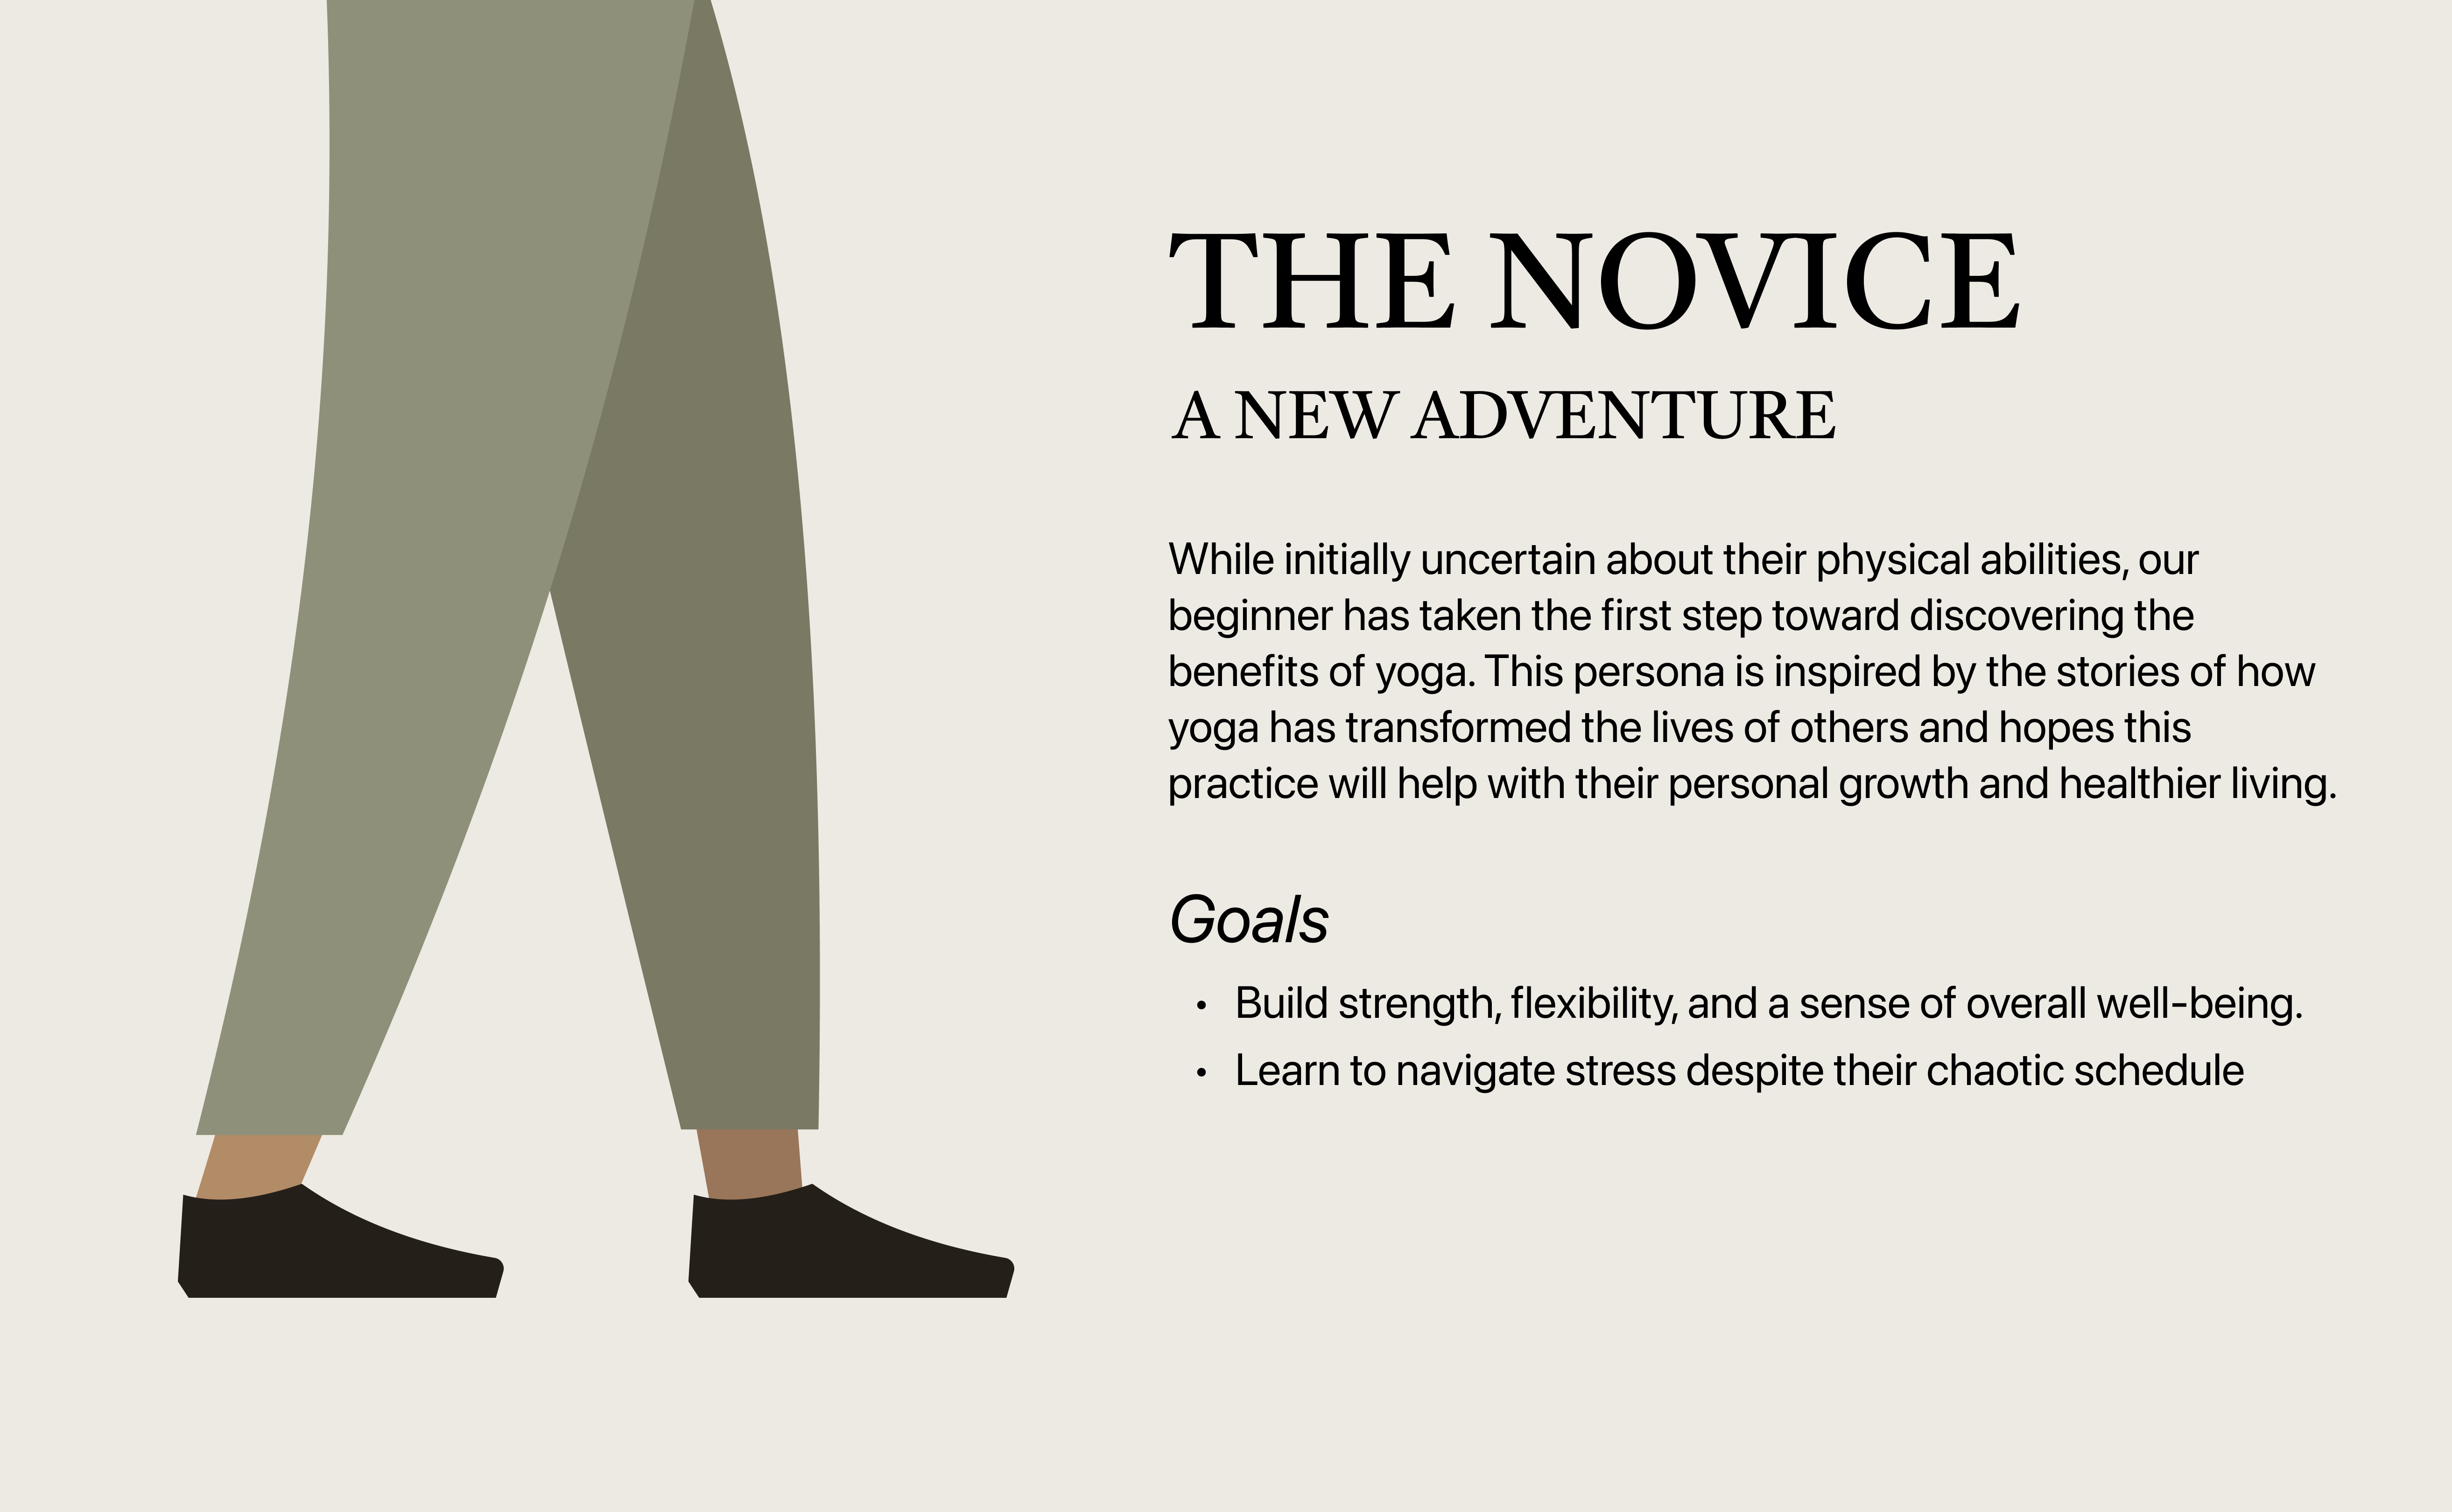 THE NOVICE
A NEW ADVENTURE
While initially uncertain about their physical abilities, our
beginner has taken the first step toward discovering the
benefits of yoga. This persona is inspired by the stories of how
yoga has transformed the lives of others and hopes this
practice will help with their personal growth and healthier living.
Goals
• Build strength, flexibility, and a sense of overall well-being.
• Learn to navigate stress despite their chaotic schedule